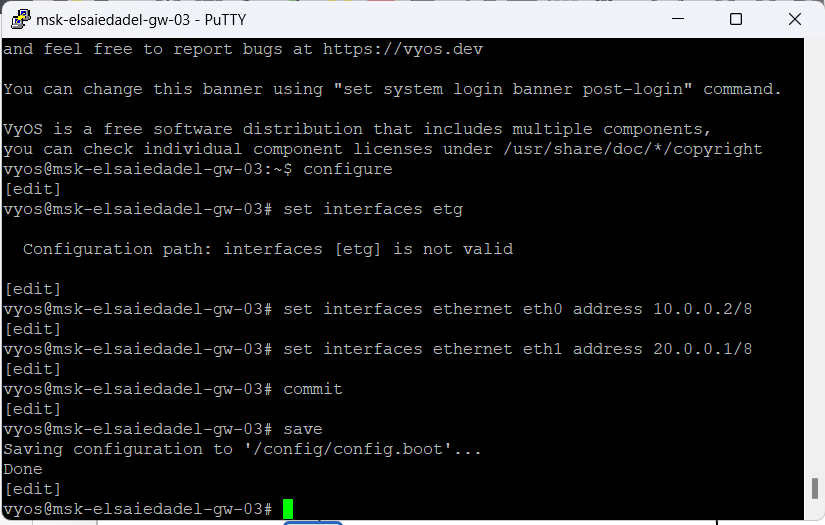 msk-elsaiedadel-gw-03 - PuTTY
and feel free to report bugs at https://vyos.dev
You can change this banner using "set system login banner post-login" command.
VyOS is a free software distribution that includes multiple components,
you can check individual component licenses under /usr/share/doc/*/copyright
vyos@msk-elsaiedadel-gw-03:~$ configure
[edit]
vyos@msk-elsaiedadel-gw-03# set interfaces etg
Configuration path: interfaces [etg] is not valid
[edit]
vyos@msk-elsaiedadel-gw-03# set interfaces ethernet eth0 address 10.0.0.2/8
[edit]
vyos@msk-elsaiedadel-gw-03# set interfaces ethernet eth1 address 20.0.0.1/8
[edit]
vyos@msk-elsaiedadel-gw-03# commit
[edit]
vyos@msk-elsaiedadel-gw-03# save
Saving configuration to '/config/config.boot'...
Done
[edit]
vyos@msk-elsaiedadel-gw-03#